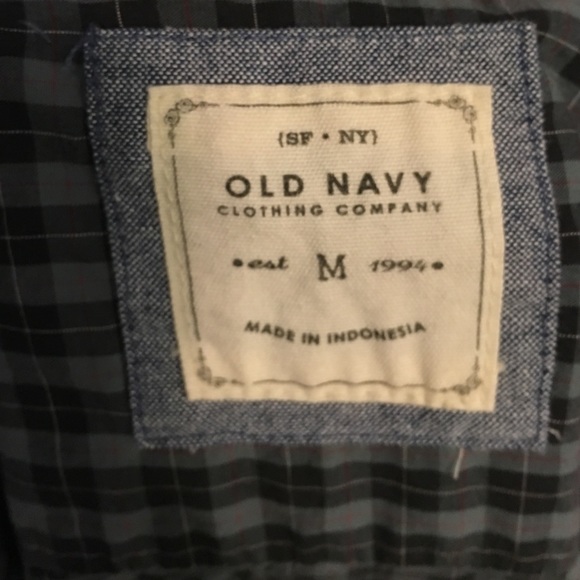 {SF • NY}
OLD NAVY
CLOTHING COMPANY
•est M 1994•
MADE IN INDONESIA